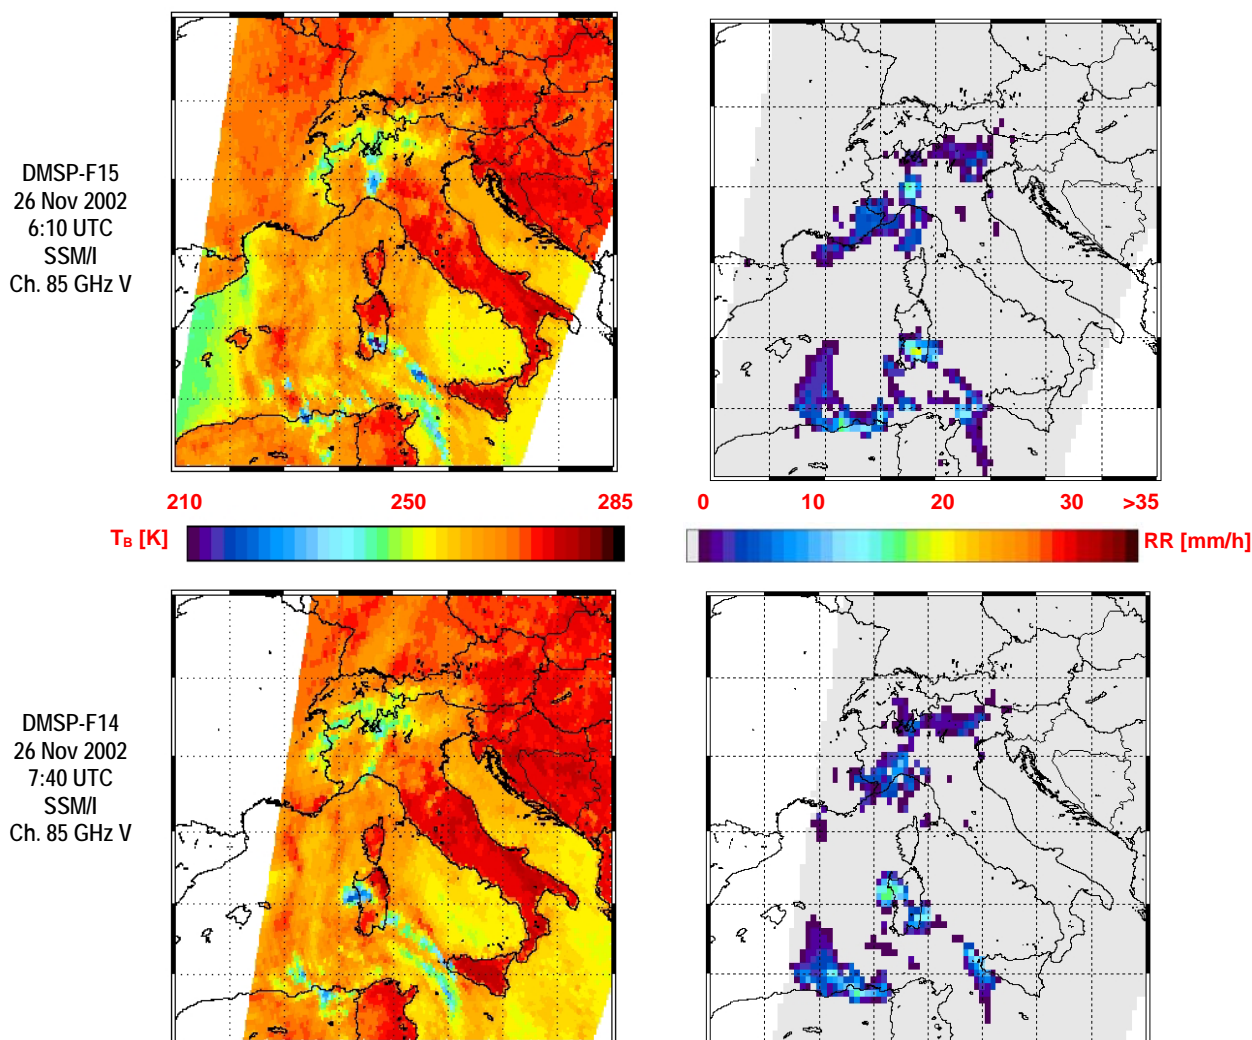 DMSP-F15
26 Nov 2002
6:10 UTC
SSM/I
Ch. 85 GHz V
210 250 285
0 10 20 30 >35
TB [K]
RR [mm/h]
DMSP-F14
26 Nov 2002
7:40 UTC
SSM/I
Ch. 85 GHz V